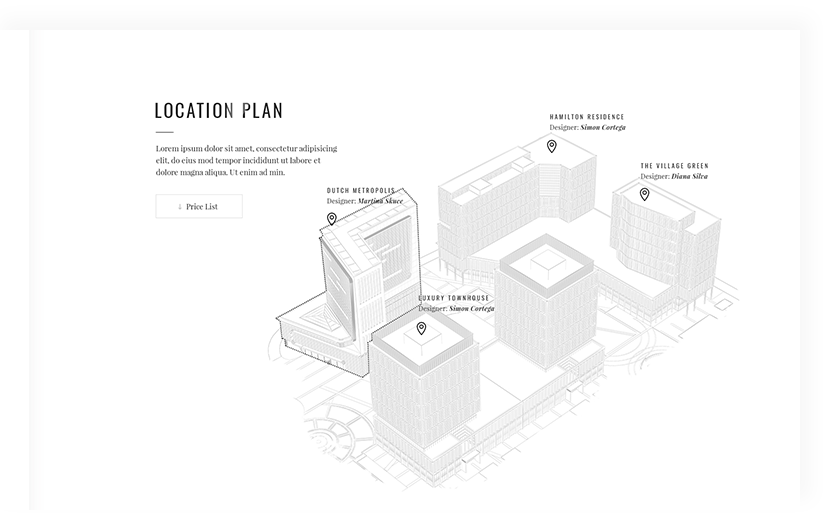 LOCATION PLAN
Lorem ipsum dolor sit amet, consectetur adipisicing
elit, do eius mod tempor incididunt ut labore et
dolore magna aliqua. Ut enim ad min.
Price List
DUTCH METROPOLIS
Designer: Martina Skuce
HAMILTON RESIDENCE
Designer: Simon Cortega
THE VILLAGE GREEN
Designer: Diana Silva
LUXURY TOWNHOUSE
Designer: Simon Cortega